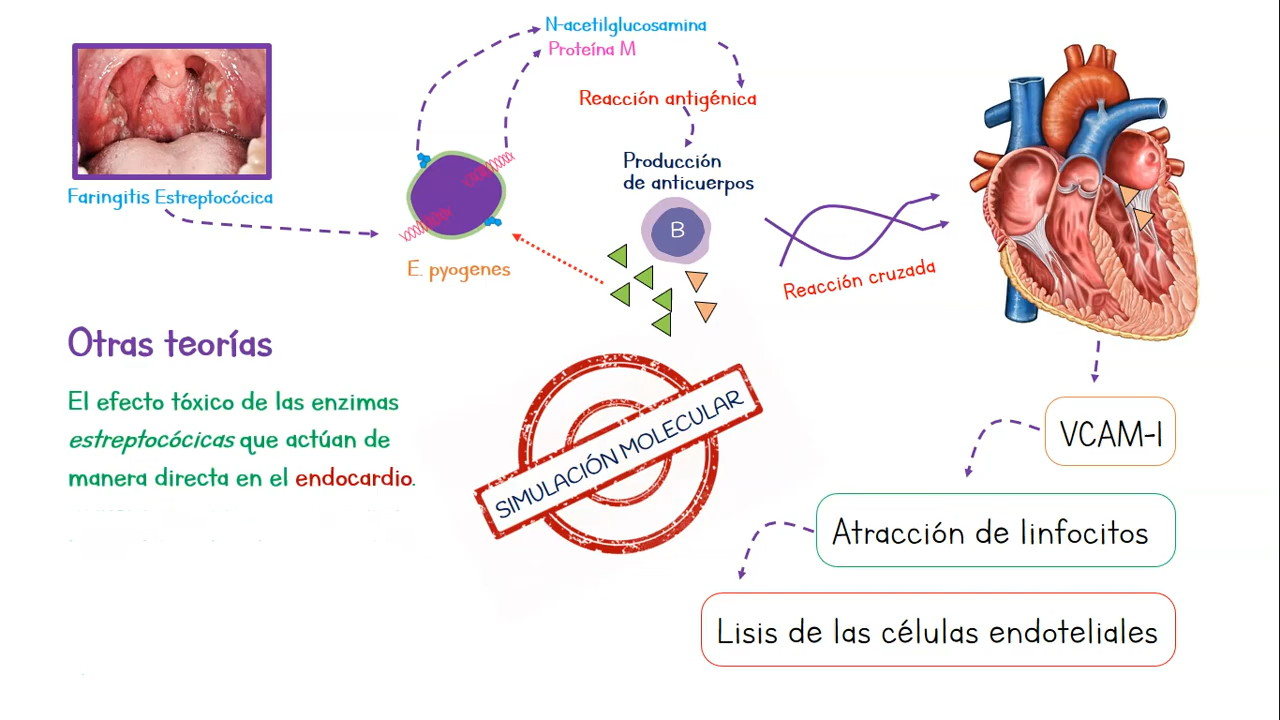 N-acetilglucosamina
Proteína M
Reacción antigénica
Producción
de anticuerpos
B
Faringitis Estreptocócica
E. pyogenes
Reacción cruzada
Otras teorías
El efecto tóxico de las enzimas
estreptocócicas que actúan de
manera directa en el endocardio.
SIMULACIÓN MOLECULAR
VCAM-I
Atracción de linfocitos
Lisis de las células endoteliales